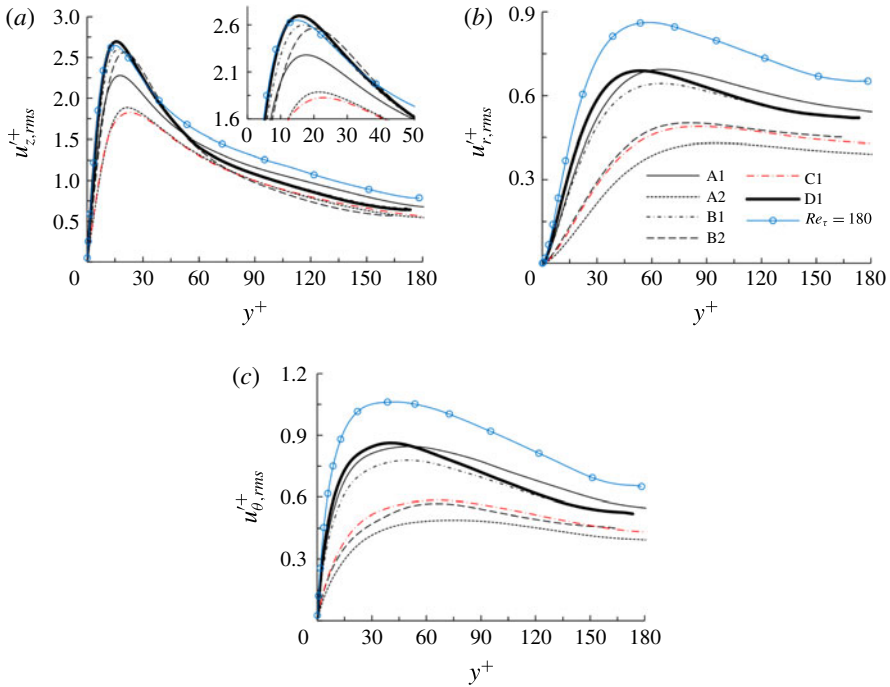 (a)
3.0
2.5
2.0
1.5
1.0
0.5
0
30
60
90
120
150
180
y+
u′+z,rms
2.6
2.1
1.6
0
10
20
30
40
50
(b)
0.9
0.6
0.3
0
30
60
90
120
150
180
y+
u′+r,rms
A1
A2
B1
B2
C1
D1
Reτ = 180
(c)
1.2
0.9
0.6
0.3
0
30
60
90
120
150
180
y+
u′+θ,rms